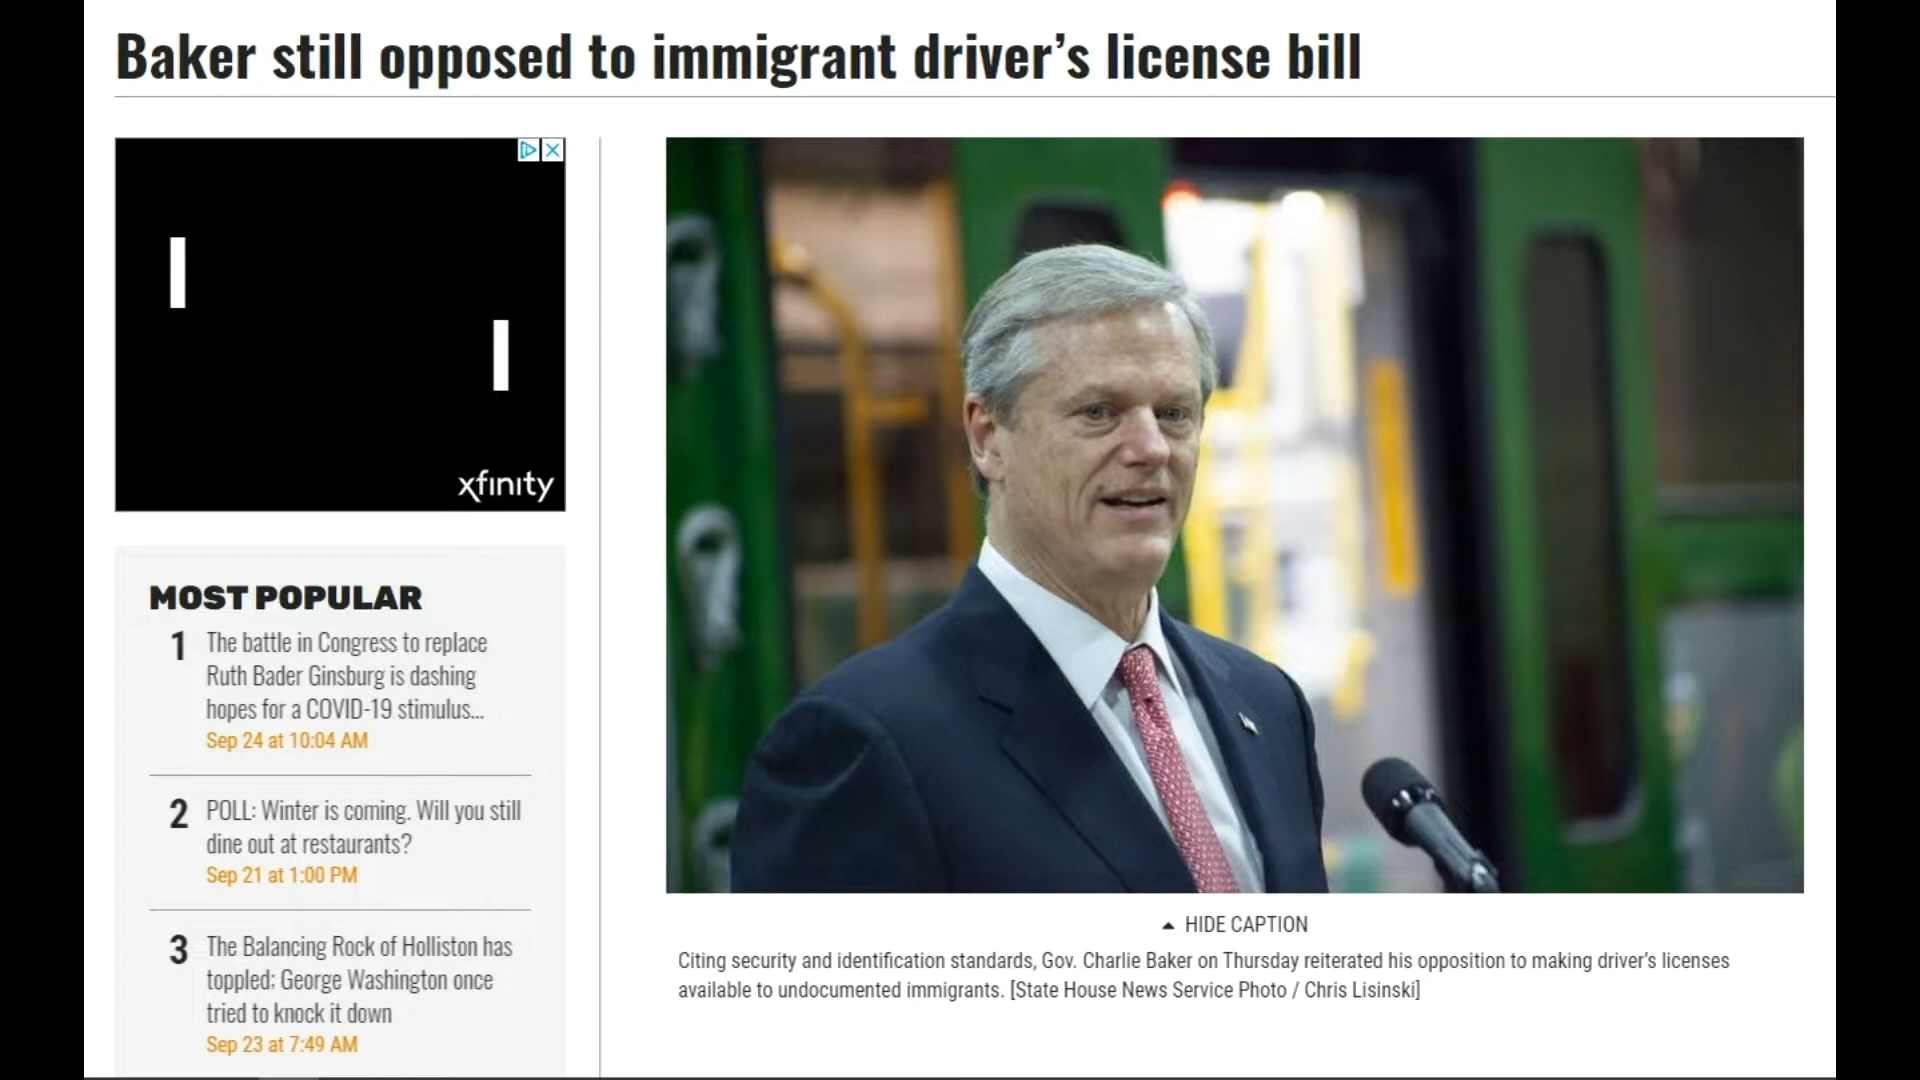 Baker still opposed to immigrant driver’s license bill
xfinity
MOST POPULAR
1 The battle in Congress to replace
Ruth Bader Ginsburg is dashing
hopes for a COVID-19 stimulus...
Sep 24 at 10:04 AM
2 POLL: Winter is coming. Will you still
dine out at restaurants?
Sep 21 at 1:00 PM
3 The Balancing Rock of Holliston has
toppled; George Washington once
tried to knock it down
Sep 23 at 7:49 AM
HIDE CAPTION
Citing security and identification standards, Gov. Charlie Baker on Thursday reiterated his opposition to making driver's licenses
available to undocumented immigrants. [State House News Service Photo / Chris Lisinski]